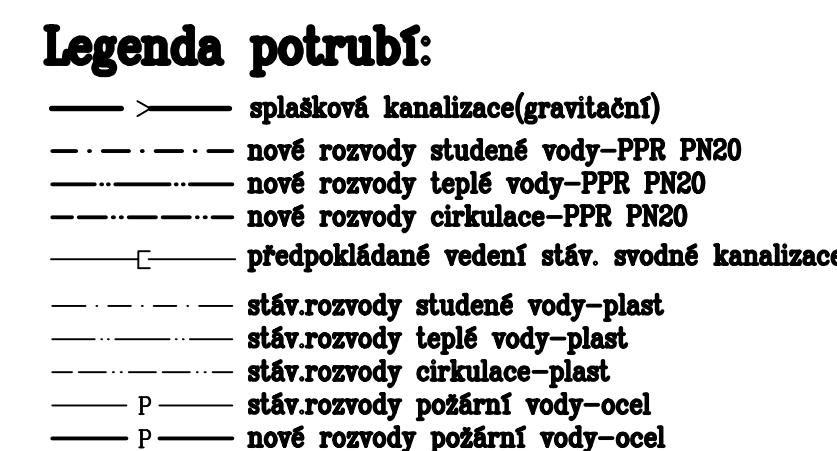 Legenda potrubí:
splašková kanalizace(gravitační)
nové rozvody studené vody-PPR PN20
nové rozvody teplé vody-PPR PN20
nové rozvody cirkulace-PPR PN20
předpokládané vedení stáv. svodné kanalizace
stáv.rozvody studené vody-plast
stáv.rozvody teplé vody-plast
stáv.rozvody cirkulace-plast
P stáv.rozvody požární vody-ocel
P nové rozvody požární vody-ocel